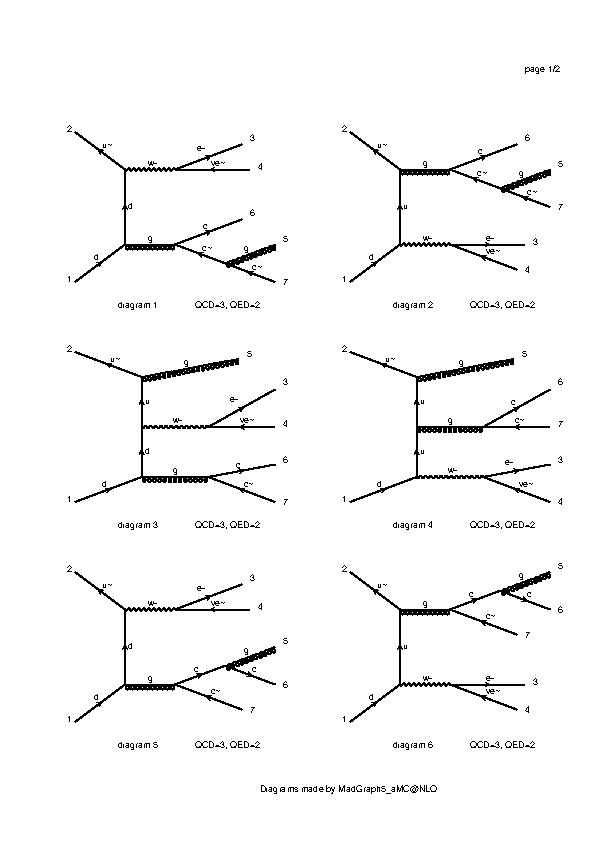 page 1/2
2
u~
w-
e-
3
ve~
4
d
g
c
6
c~
g
5
c~
7
d
1
diagram 1 QCD=3, QED=2
2
u~
g
c
6
c~
g
5
c~
7
u
w-
e-
3
ve~
4
d
1
diagram 2 QCD=3, QED=2
2
u~
g
5
u
w-
e-
3
ve~
4
d
g
c
6
c~
7
d
1
diagram 3 QCD=3, QED=2
2
u~
g
5
u
g
c
6
c~
7
u
w-
e-
3
ve~
4
d
1
diagram 4 QCD=3, QED=2
2
u~
w-
e-
3
ve~
4
d
g
c
g
5
c
6
c~
7
d
1
diagram 5 QCD=3, QED=2
2
u~
g
c
g
5
c
6
c~
7
u
w-
e-
3
ve~
4
d
1
diagram 6 QCD=3, QED=2
Diagrams made by MadGraph5_aMC@NLO